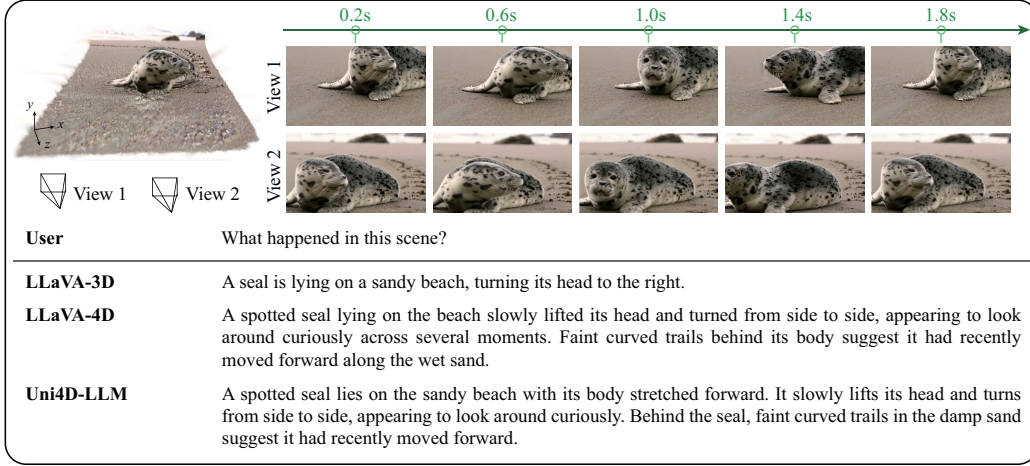 0.2s 0.6s 1.0s 1.4s 1.8s
View 1
View 2
y
x
z
View 1 View 2
User What happened in this scene?
LLaVA-3D A seal is lying on a sandy beach, turning its head to the right.
LLaVA-4D A spotted seal lying on the beach slowly lifted its head and turned from side to side, appearing to look
around curiously across several moments. Faint curved trails behind its body suggest it had recently
moved forward along the wet sand.
Uni4D-LLM A spotted seal lies on the sandy beach with its body stretched forward. It slowly lifts its head and turns
from side to side, appearing to look around curiously. Behind the seal, faint curved trails in the damp sand
suggest it had recently moved forward.